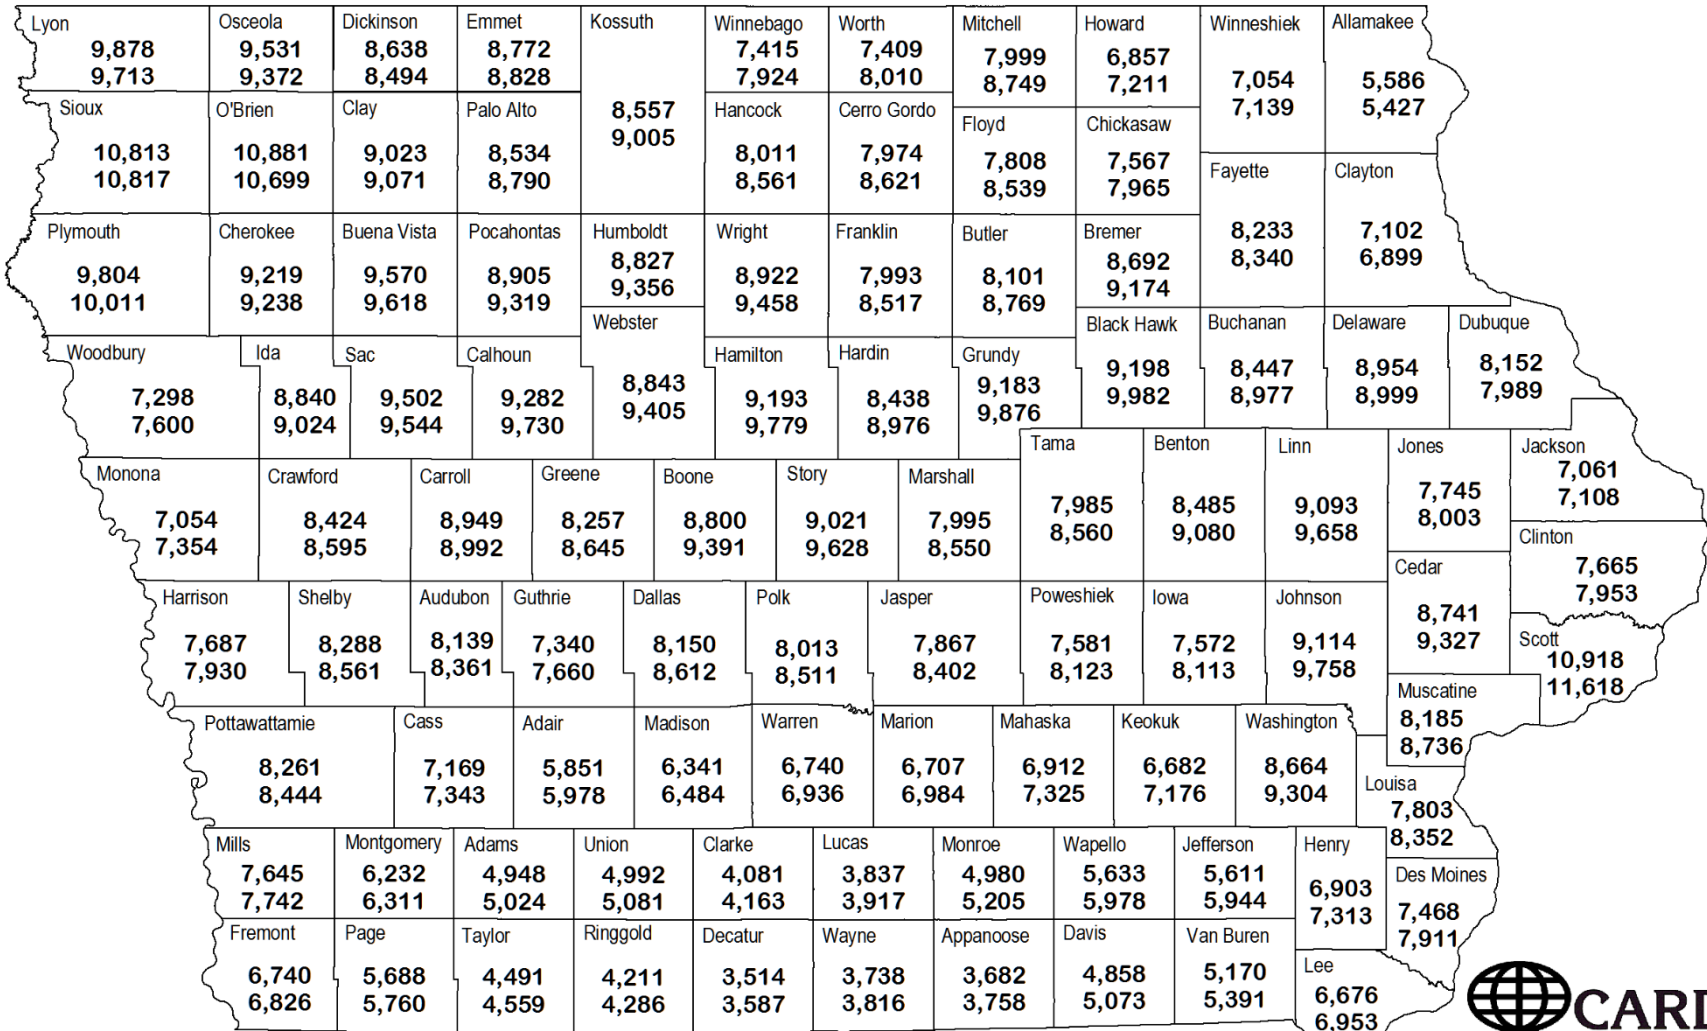 Lyon
9,878
9,713
Osceola
9,531
9,372
Dickinson
8,638
8,494
Emmet
8,772
8,828
Kossuth
8,557
9,005
Winnebago
7,415
7,924
Worth
7,409
8,010
Mitchell
7,999
8,749
Howard
6,857
7,211
Winneshiek
7,054
7,139
Allamakee
5,586
5,427
Sioux
10,813
10,817
O'Brien
10,881
10,699
Clay
9,023
9,071
Palo Alto
8,534
8,790
Hancock
8,011
8,561
Cerro Gordo
7,974
8,621
Floyd
7,808
8,539
Chickasaw
7,567
7,965
Fayette
8,233
8,340
Clayton
7,102
6,899
Plymouth
9,804
10,011
Cherokee
9,219
9,238
Buena Vista
9,570
9,618
Pocahontas
8,905
9,319
Humboldt
8,827
9,356
Wright
8,922
9,458
Franklin
7,993
8,517
Butler
8,101
8,769
Bremer
8,692
9,174
Webster
8,843
9,405
Black Hawk
9,198
9,982
Buchanan
8,447
8,977
Delaware
8,954
8,999
Dubuque
8,152
7,989
Woodbury
7,298
7,600
Ida
8,840
9,024
Sac
9,502
9,544
Calhoun
9,282
9,730
Hamilton
9,193
9,779
Hardin
8,438
8,976
Grundy
9,183
9,876
Tama
7,985
8,560
Benton
8,485
9,080
Linn
9,093
9,658
Jones
7,745
8,003
Jackson
7,061
7,108
Monona
7,054
7,354
Crawford
8,424
8,595
Carroll
8,949
8,992
Greene
8,257
8,645
Boone
8,800
9,391
Story
9,021
9,628
Marshall
7,995
8,550
Clinton
7,665
7,953
Cedar
8,741
9,327
Harrison
7,687
7,930
Shelby
8,288
8,561
Audubon
8,139
8,361
Guthrie
7,340
7,660
Dallas
8,150
8,612
Polk
8,013
8,511
Jasper
7,867
8,402
Poweshiek
7,581
8,123
Iowa
7,572
8,113
Johnson
9,114
9,758
Scott
10,918
11,618
Muscatine
8,185
8,736
Pottawattamie
8,261
8,444
Cass
7,169
7,343
Adair
5,851
5,978
Madison
6,341
6,484
Warren
6,740
6,936
Marion
6,707
6,984
Mahaska
6,912
7,325
Keokuk
6,682
7,176
Washington
8,664
9,304
Louisa
7,803
8,352
Mills
7,645
7,742
Montgomery
6,232
6,311
Adams
4,948
5,024
Union
4,992
5,081
Clarke
4,081
4,163
Lucas
3,837
3,917
Monroe
4,980
5,205
Wapello
5,633
5,978
Jefferson
5,611
5,944
Henry
6,903
7,313
Des Moines
7,468
7,911
Fremont
6,740
6,826
Page
5,688
5,760
Taylor
4,491
4,559
Ringgold
4,211
4,286
Decatur
3,514
3,587
Wayne
3,738
3,816
Appanoose
3,682
3,758
Davis
4,858
5,073
Van Buren
5,170
5,391
Lee
6,676
6,953
CARD